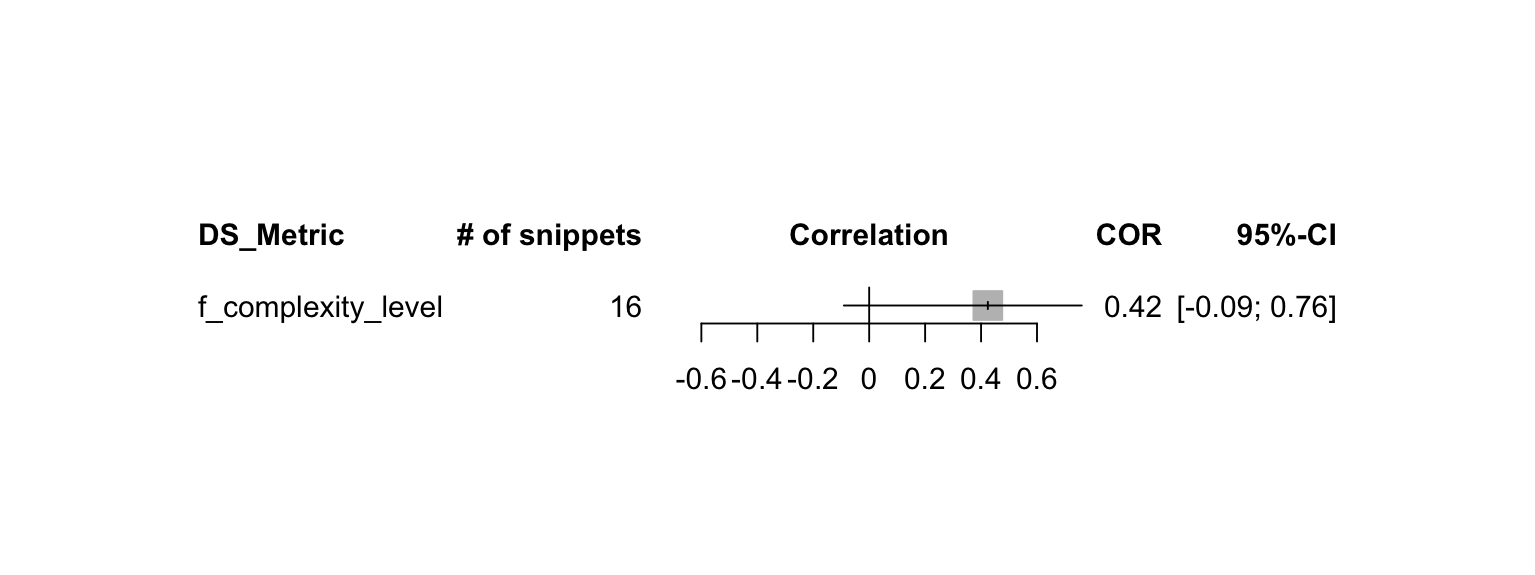 DS_Metric # of snippets Correlation COR 95%-CI
f_complexity_level 16 0.42 [-0.09; 0.76]
-0.6 -0.4 -0.2 0 0.2 0.4 0.6